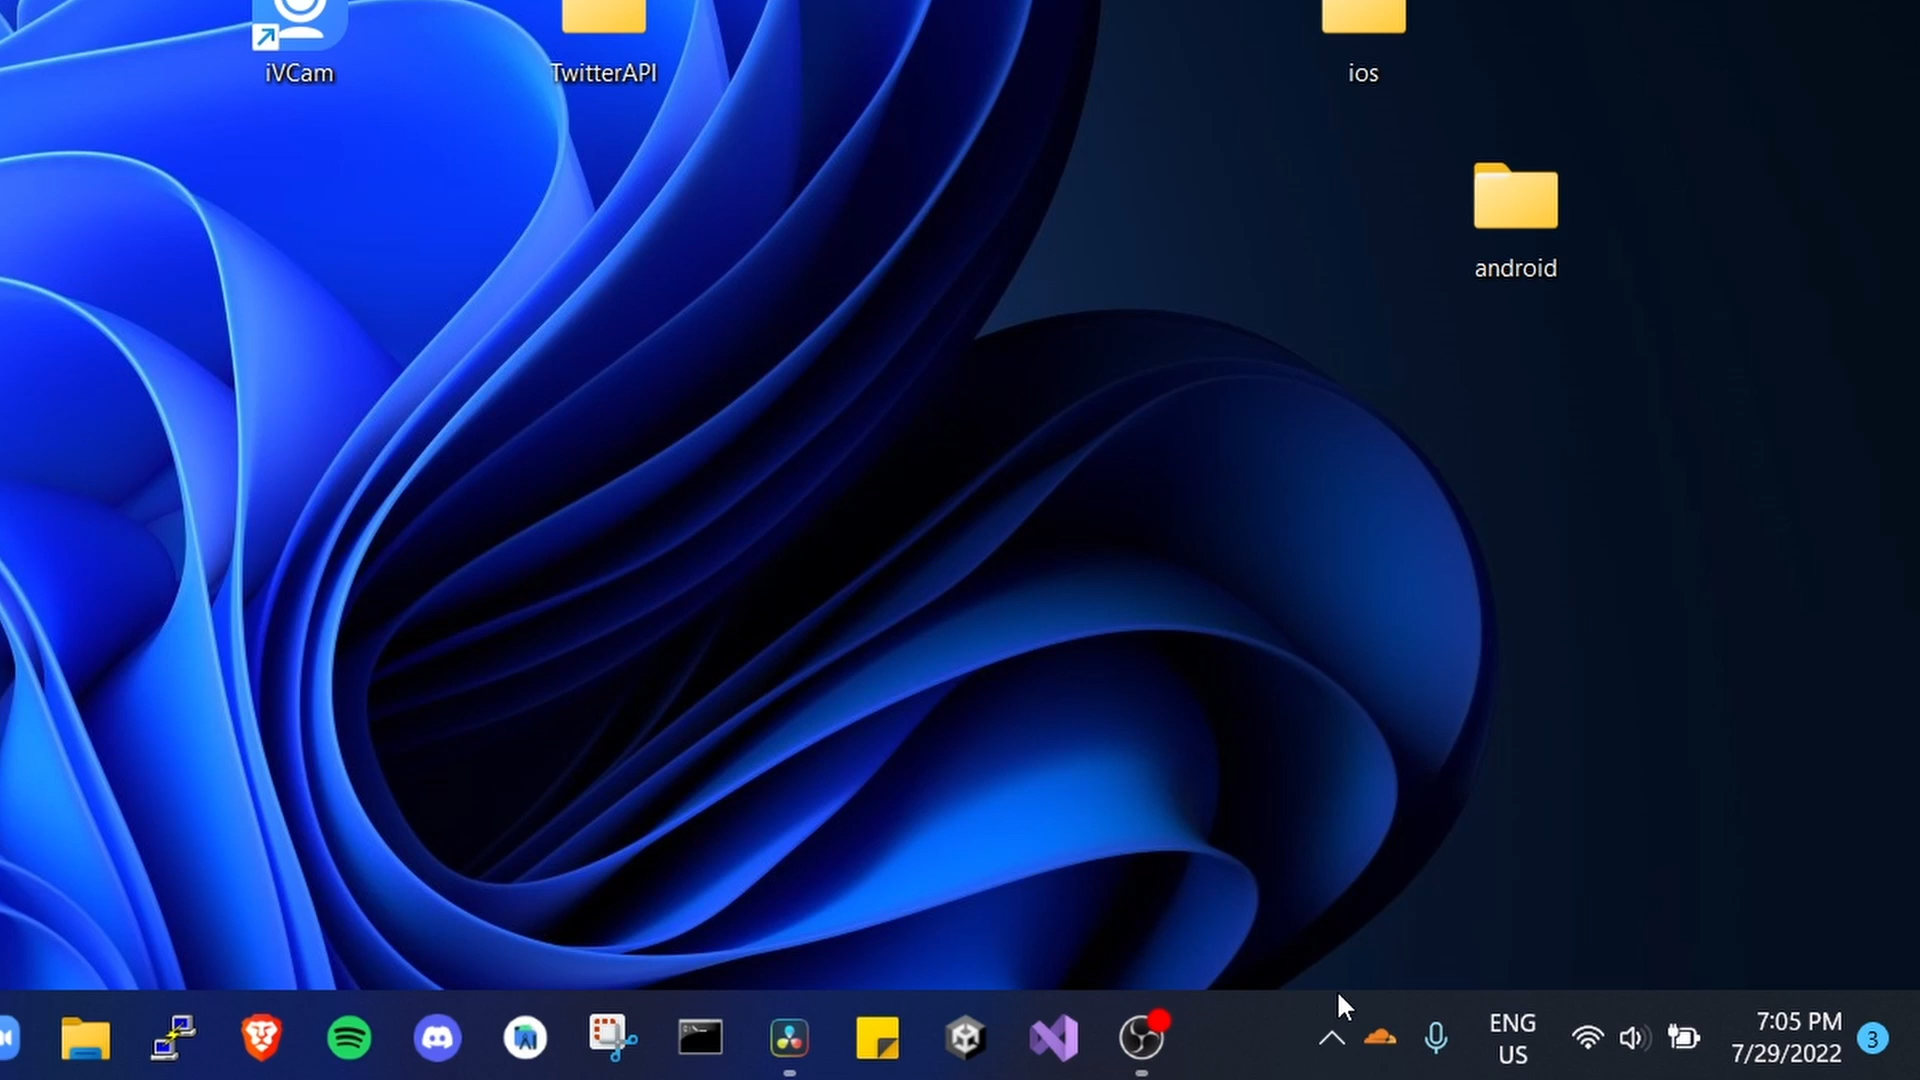 iVCam
TwitterAPI
ios
android
ENG
US
7:05 PM
7/29/2022
3